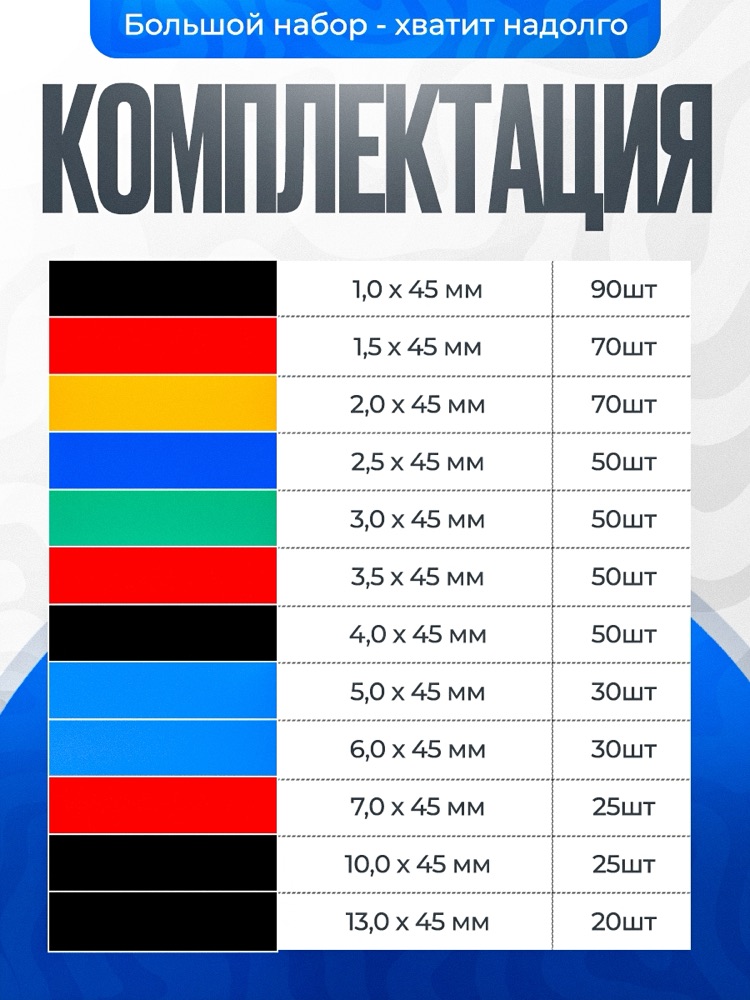 Большой набор - хватит надолго
КОМПЛЕКТАЦИЯ
1,0 х 45 мм 90шт
1,5 х 45 мм 70шт
2,0 х 45 мм 70шт
2,5 х 45 мм 50шт
3,0 х 45 мм 50шт
3,5 х 45 мм 50шт
4,0 х 45 мм 50шт
5,0 х 45 мм 30шт
6,0 х 45 мм 30шт
7,0 х 45 мм 25шт
10,0 х 45 мм 25шт
13,0 х 45 мм 20шт